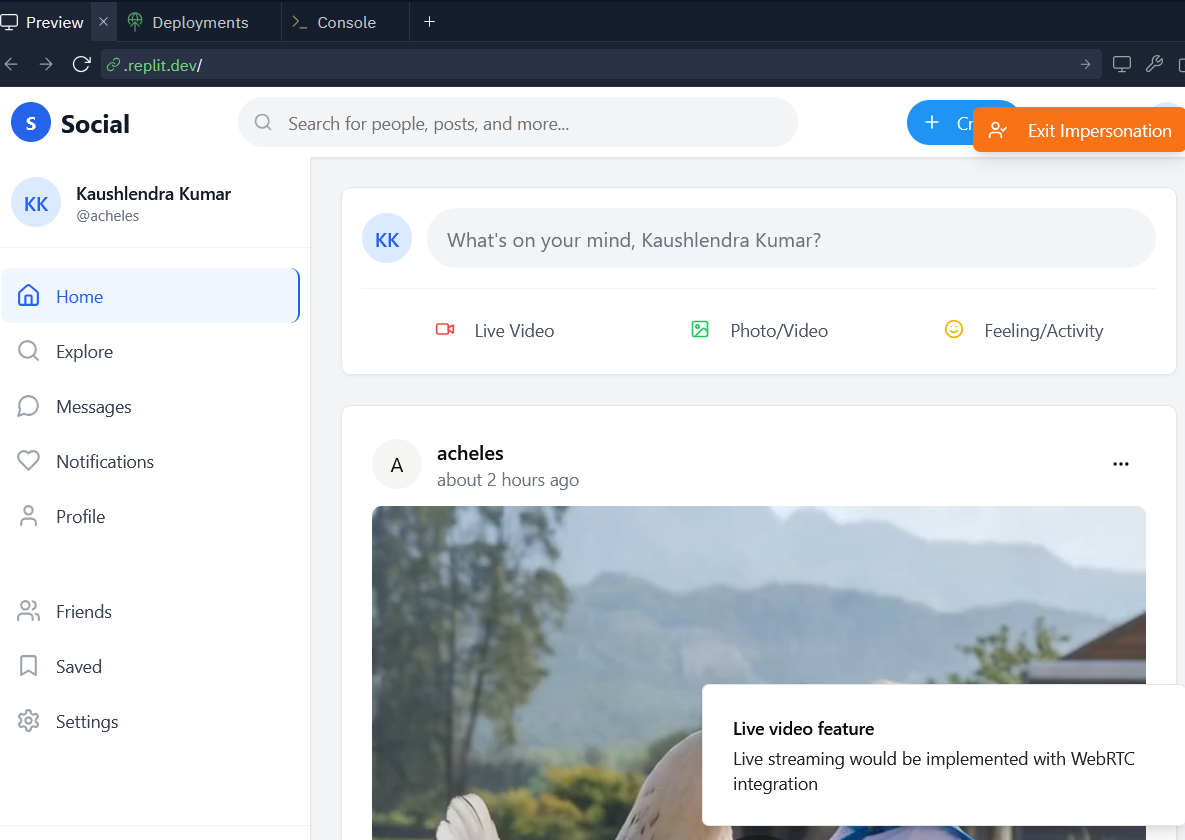 Preview
Deployments
Console
.replit.dev/
S
Social
Search for people, posts, and more...
Exit Impersonation
KK
Kaushlendra Kumar
@acheles
Home
Explore
Messages
Notifications
Profile
Friends
Saved
Settings
KK
What's on your mind, Kaushlendra Kumar?
Live Video
Photo/Video
Feeling/Activity
A
acheles
about 2 hours ago
Live video feature
Live streaming would be implemented with WebRTC
integration